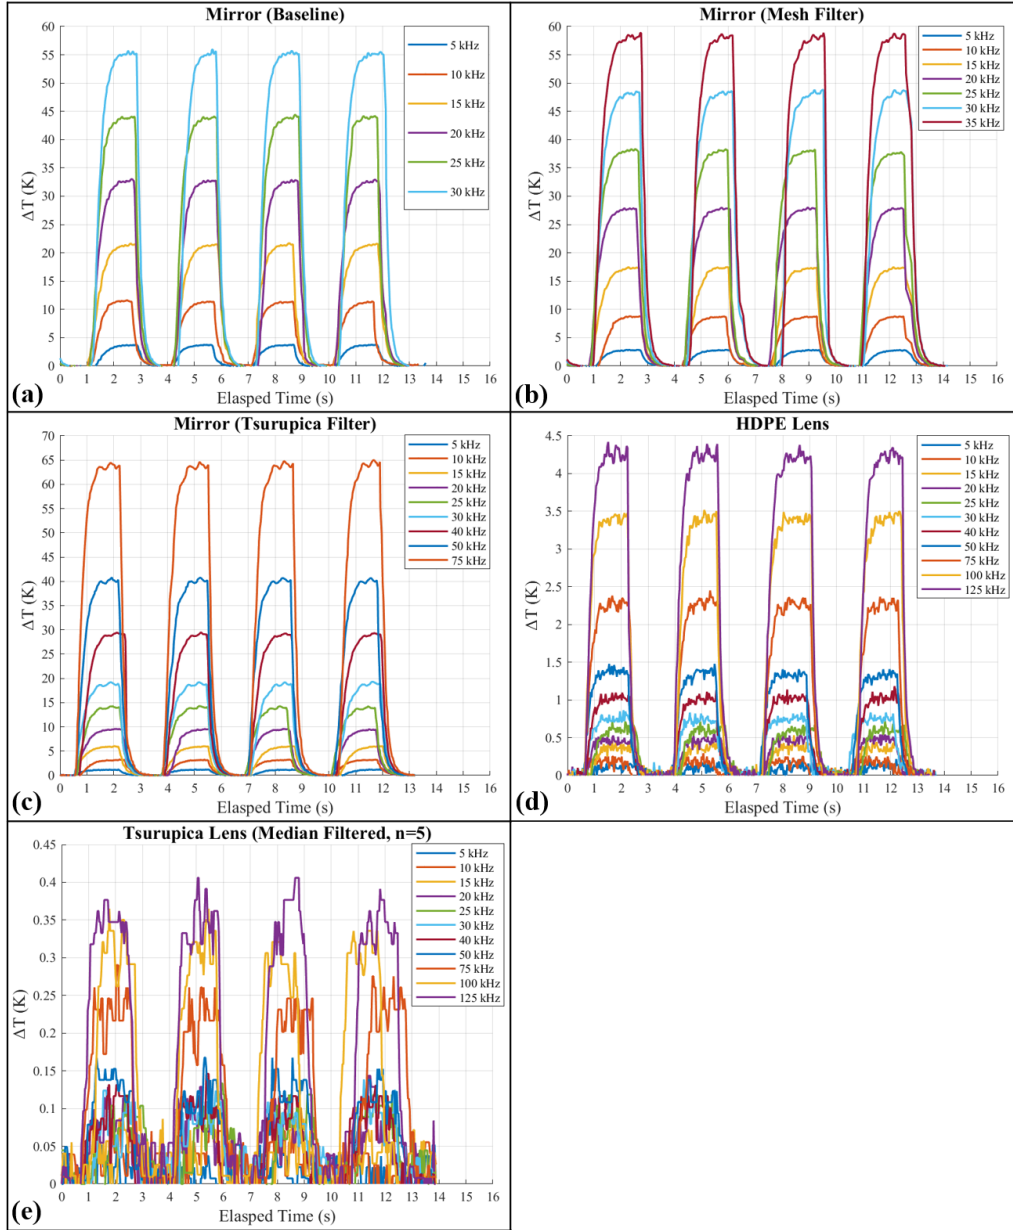 Mirror (Baseline)
60
55
50
45
40
35
30
25
20
15
10
5
0
ΔT (K)
0 1 2 3 4 5 6 7 8 9 10 11 12 13 14 15 16
Elasped Time (s)
5 kHz
10 kHz
15 kHz
20 kHz
25 kHz
30 kHz
(a)
Mirror (Mesh Filter)
60
55
50
45
40
35
30
25
20
15
10
5
0
ΔT (K)
0 1 2 3 4 5 6 7 8 9 10 11 12 13 14 15 16
Elasped Time (s)
5 kHz
10 kHz
15 kHz
20 kHz
25 kHz
30 kHz
35 kHz
(b)
Mirror (Tsurupica Filter)
70
65
60
55
50
45
40
35
30
25
20
15
10
5
0
ΔT (K)
0 1 2 3 4 5 6 7 8 9 10 11 12 13 14 15 16
Elasped Time (s)
5 kHz
10 kHz
15 kHz
20 kHz
25 kHz
30 kHz
40 kHz
50 kHz
75 kHz
(c)
HDPE Lens
4.5
4
3.5
3
2.5
2
1.5
1
0.5
0
ΔT (K)
0 1 2 3 4 5 6 7 8 9 10 11 12 13 14 15 16
Elasped Time (s)
5 kHz
10 kHz
15 kHz
20 kHz
25 kHz
30 kHz
40 kHz
50 kHz
75 kHz
100 kHz
125 kHz
(d)
Tsurupica Lens (Median Filtered, n=5)
0.45
0.4
0.35
0.3
0.25
0.2
0.15
0.1
0.05
0
ΔT (K)
0 1 2 3 4 5 6 7 8 9 10 11 12 13 14 15 16
Elasped Time (s)
5 kHz
10 kHz
15 kHz
20 kHz
25 kHz
30 kHz
40 kHz
50 kHz
75 kHz
100 kHz
125 kHz
(e)